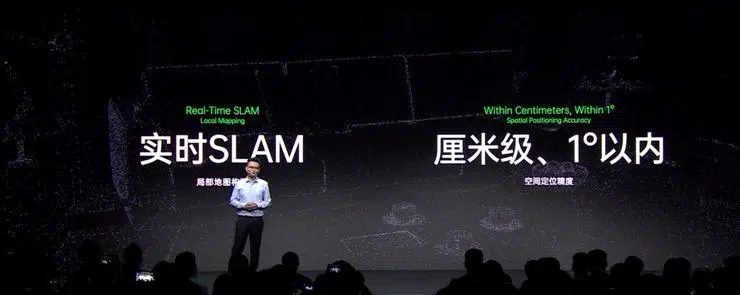 Real-Time SLAM
Local Mapping
实时SLAM
局部地图构
Within Centimeters, Within 1°
Spatial Positioning Accuracy
厘米级、1°以内
空间定位精度